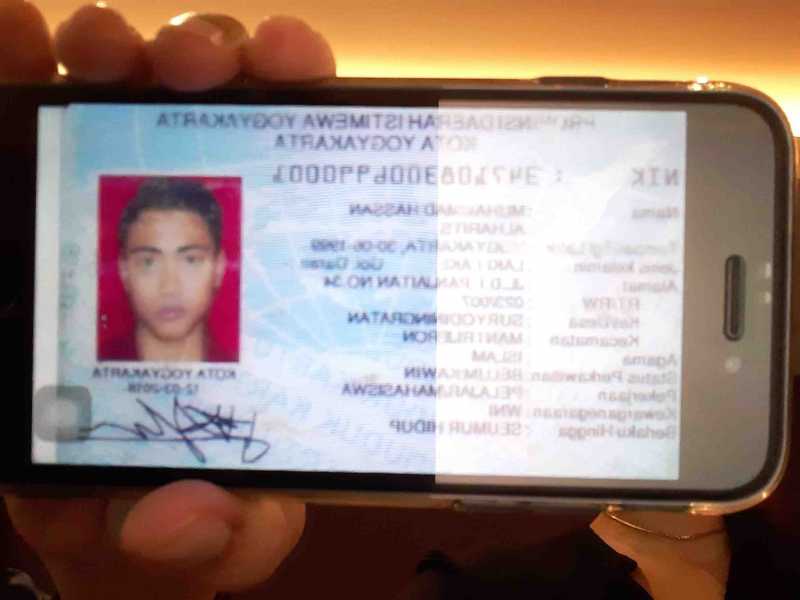 PROVINSI DAERAH ISTIMEWA YOGYAKARTA
KOTA YOGYAKARTA
NIK : 3471083006990001
Nama : MUHAMMAD HASSAN
ALHARITS
Tempat/Tgl Lahir : YOGYAKARTA, 30-06-1999
Jenis kelamin : LAKI-LAKI Gol. Darah
Alamat : JL.D.I PANJAITAN NO.34
RT/RW : 023/007
Kel/Desa : SURYODININGRATAN
Kecamatan : MANTRIJERON
Agama : ISLAM
Status Perkawinan : BELUM KAWIN
Pekerjaan : PELAJAR/MAHASISWA
Kewarganegaraan : WNI
Berlaku Hingga : SEUMUR HIDUP
KOTA YOGYAKARTA
12-03-2018